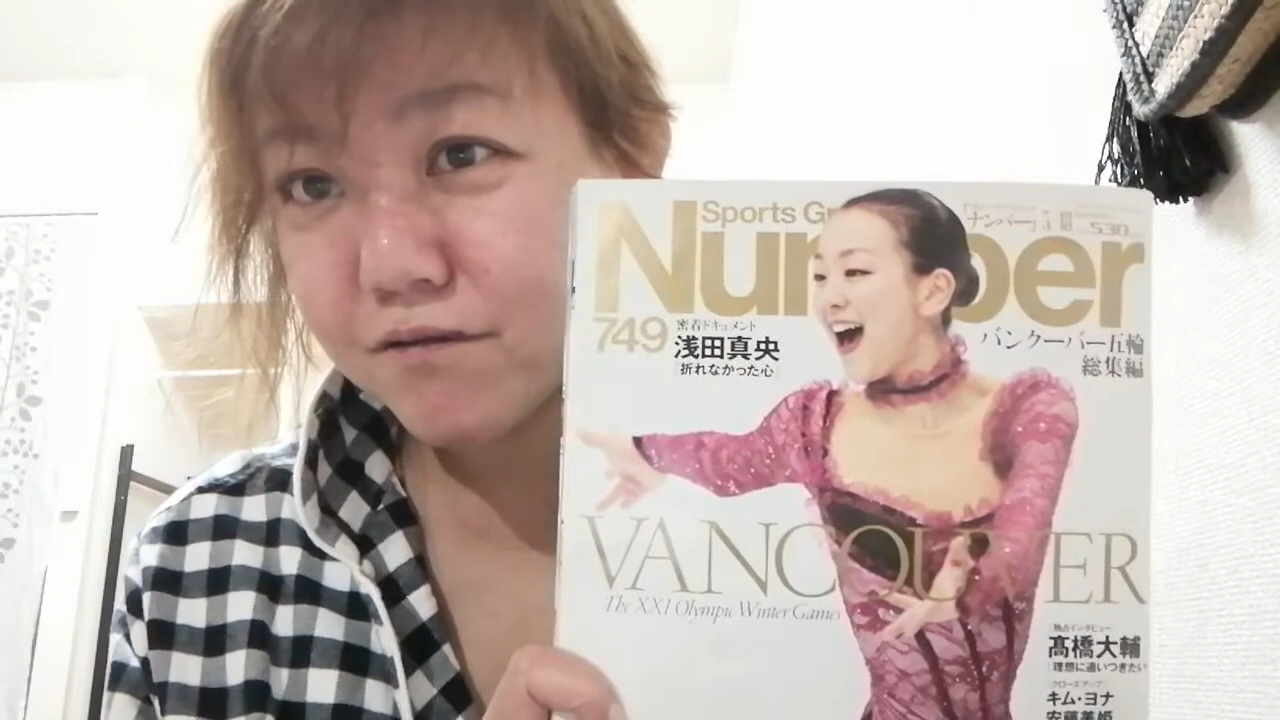 Sports Gr
Number
「ナンバー」
530
749
密着ドキュメント
浅田真央
「折れなかった心」
バンクーバー五輪
総集編
VANCOUVER
The XXI Olympic Winter Games
独占インタビュー
髙橋大輔
「理想に追いつきたい
クローズアップ
キム・ヨナ
安藤美姫